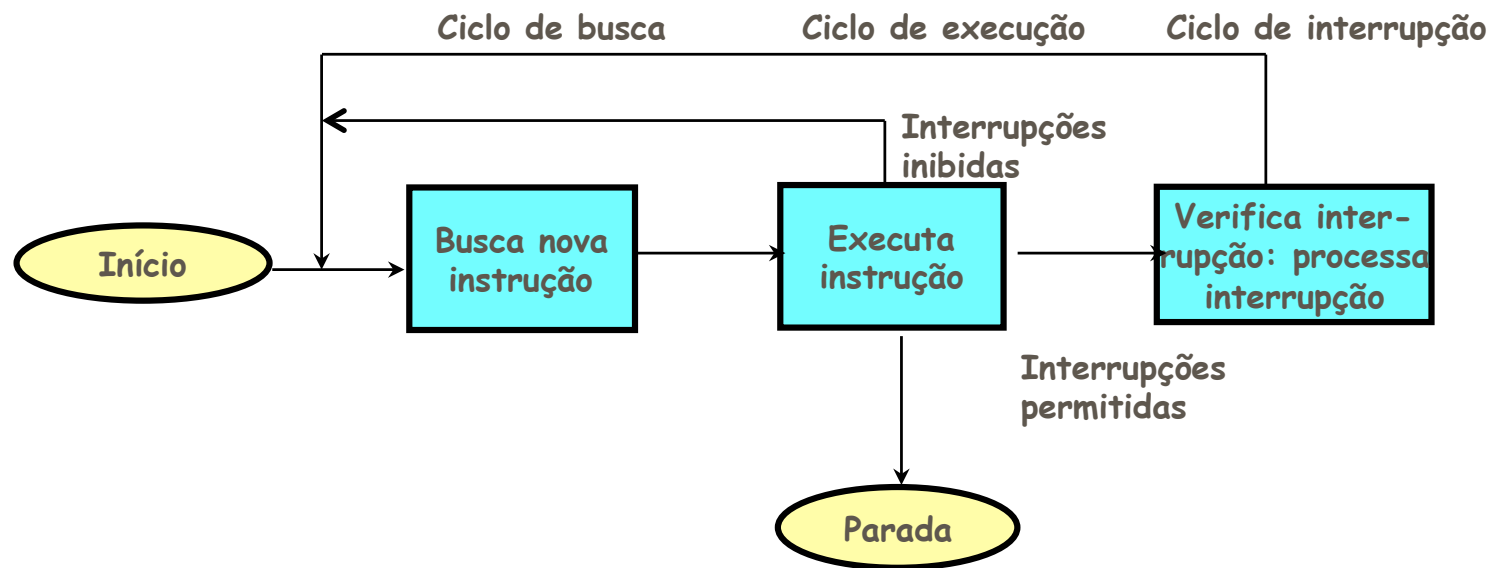 Ciclo de busca
Ciclo de execução
Ciclo de interrupção
Interrupções
inibidas
Início
Busca nova
instrução
Executa
instrução
Verifica inter-
rupção: processa
interrupção
Interrupções
permitidas
Parada